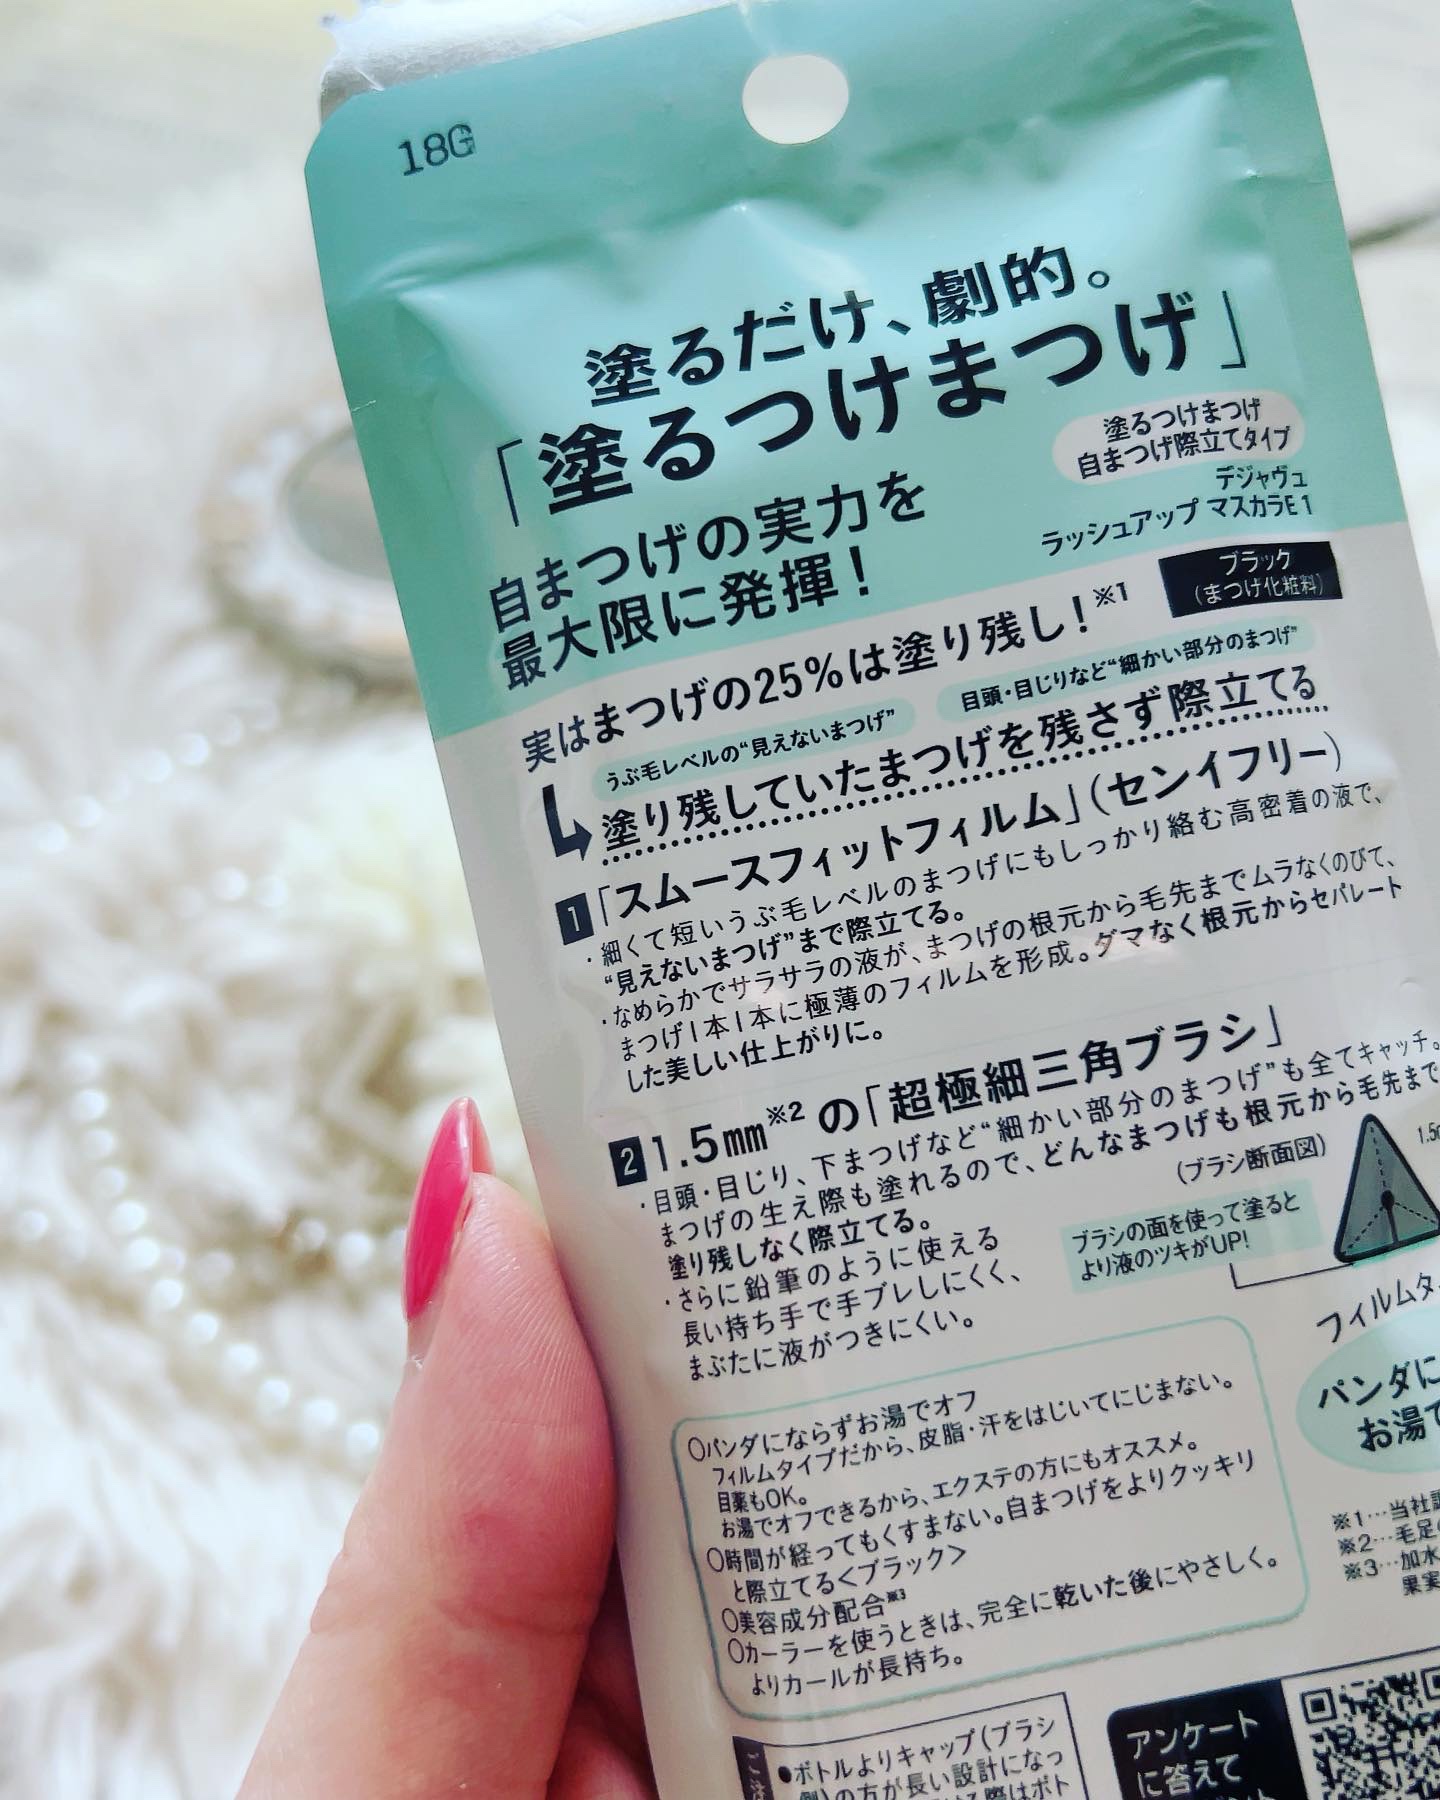 18G
塗るだけ、劇的。
「塗るつけまつげ」
塗るつけまつげ
自まつげ際立てタイプ
自まつげの実力を
最大限に発揮！
デジャヴュ
ラッシュアップ マスカラE1
ブラック
(まつげ化粧料)
実はまつげの25%は塗り残し！※1
うぶ毛レベルの“見えないまつげ”
目頭・目じりなど“細かい部分のまつげ”
塗り残していたまつげを残さず際立てる
1「スムースフィットフィルム」(センイフリー)
・細くて短いうぶ毛レベルのまつげにもしっかり絡む高密着の液で、
“見えないまつげ”まで際立てる。
・なめらかでサラサラの液が、まつげの根元から毛先までムラなくのびて、
まつげ1本1本に極薄のフィルムを形成。ダマなく根元からセパレート
した美しい仕上がりに。
2 1.5mm※2の「超極細三角ブラシ」
・目頭・目じり、下まつげなど“細かい部分のまつげ”も全てキャッチ。
まつげの生え際も塗れるので、どんなまつげも根元から毛先まで
塗り残しなく際立てる。
・さらに鉛筆のように使える
長い持ち手で手ブレしにくく、
まぶたに液がつきにくい。
(ブラシ断面図)
1.5
ブラシの面を使って塗ると
より液のツキがUP!
フィルムタ
パンダに
お湯で
○パンダにならずお湯でオフ
フィルムタイプだから、皮脂・汗をはじいてにじまない。
目薬もOK。
お湯でオフできるから、エクステの方にもオススメ。
○時間が経ってもくすまない。自まつげをよりクッキリ
と際立てる<ブラック>
○美容成分配合※3
○カーラーを使うときは、完全に乾いた後にやさしく。
よりカールが長持ち。
※1…当社調
※2…毛足
※3…加水
果実
●ボトルよりキャップ(ブラシ
側)の方が長い設計になっ
際はボト
アンケート
に答えて